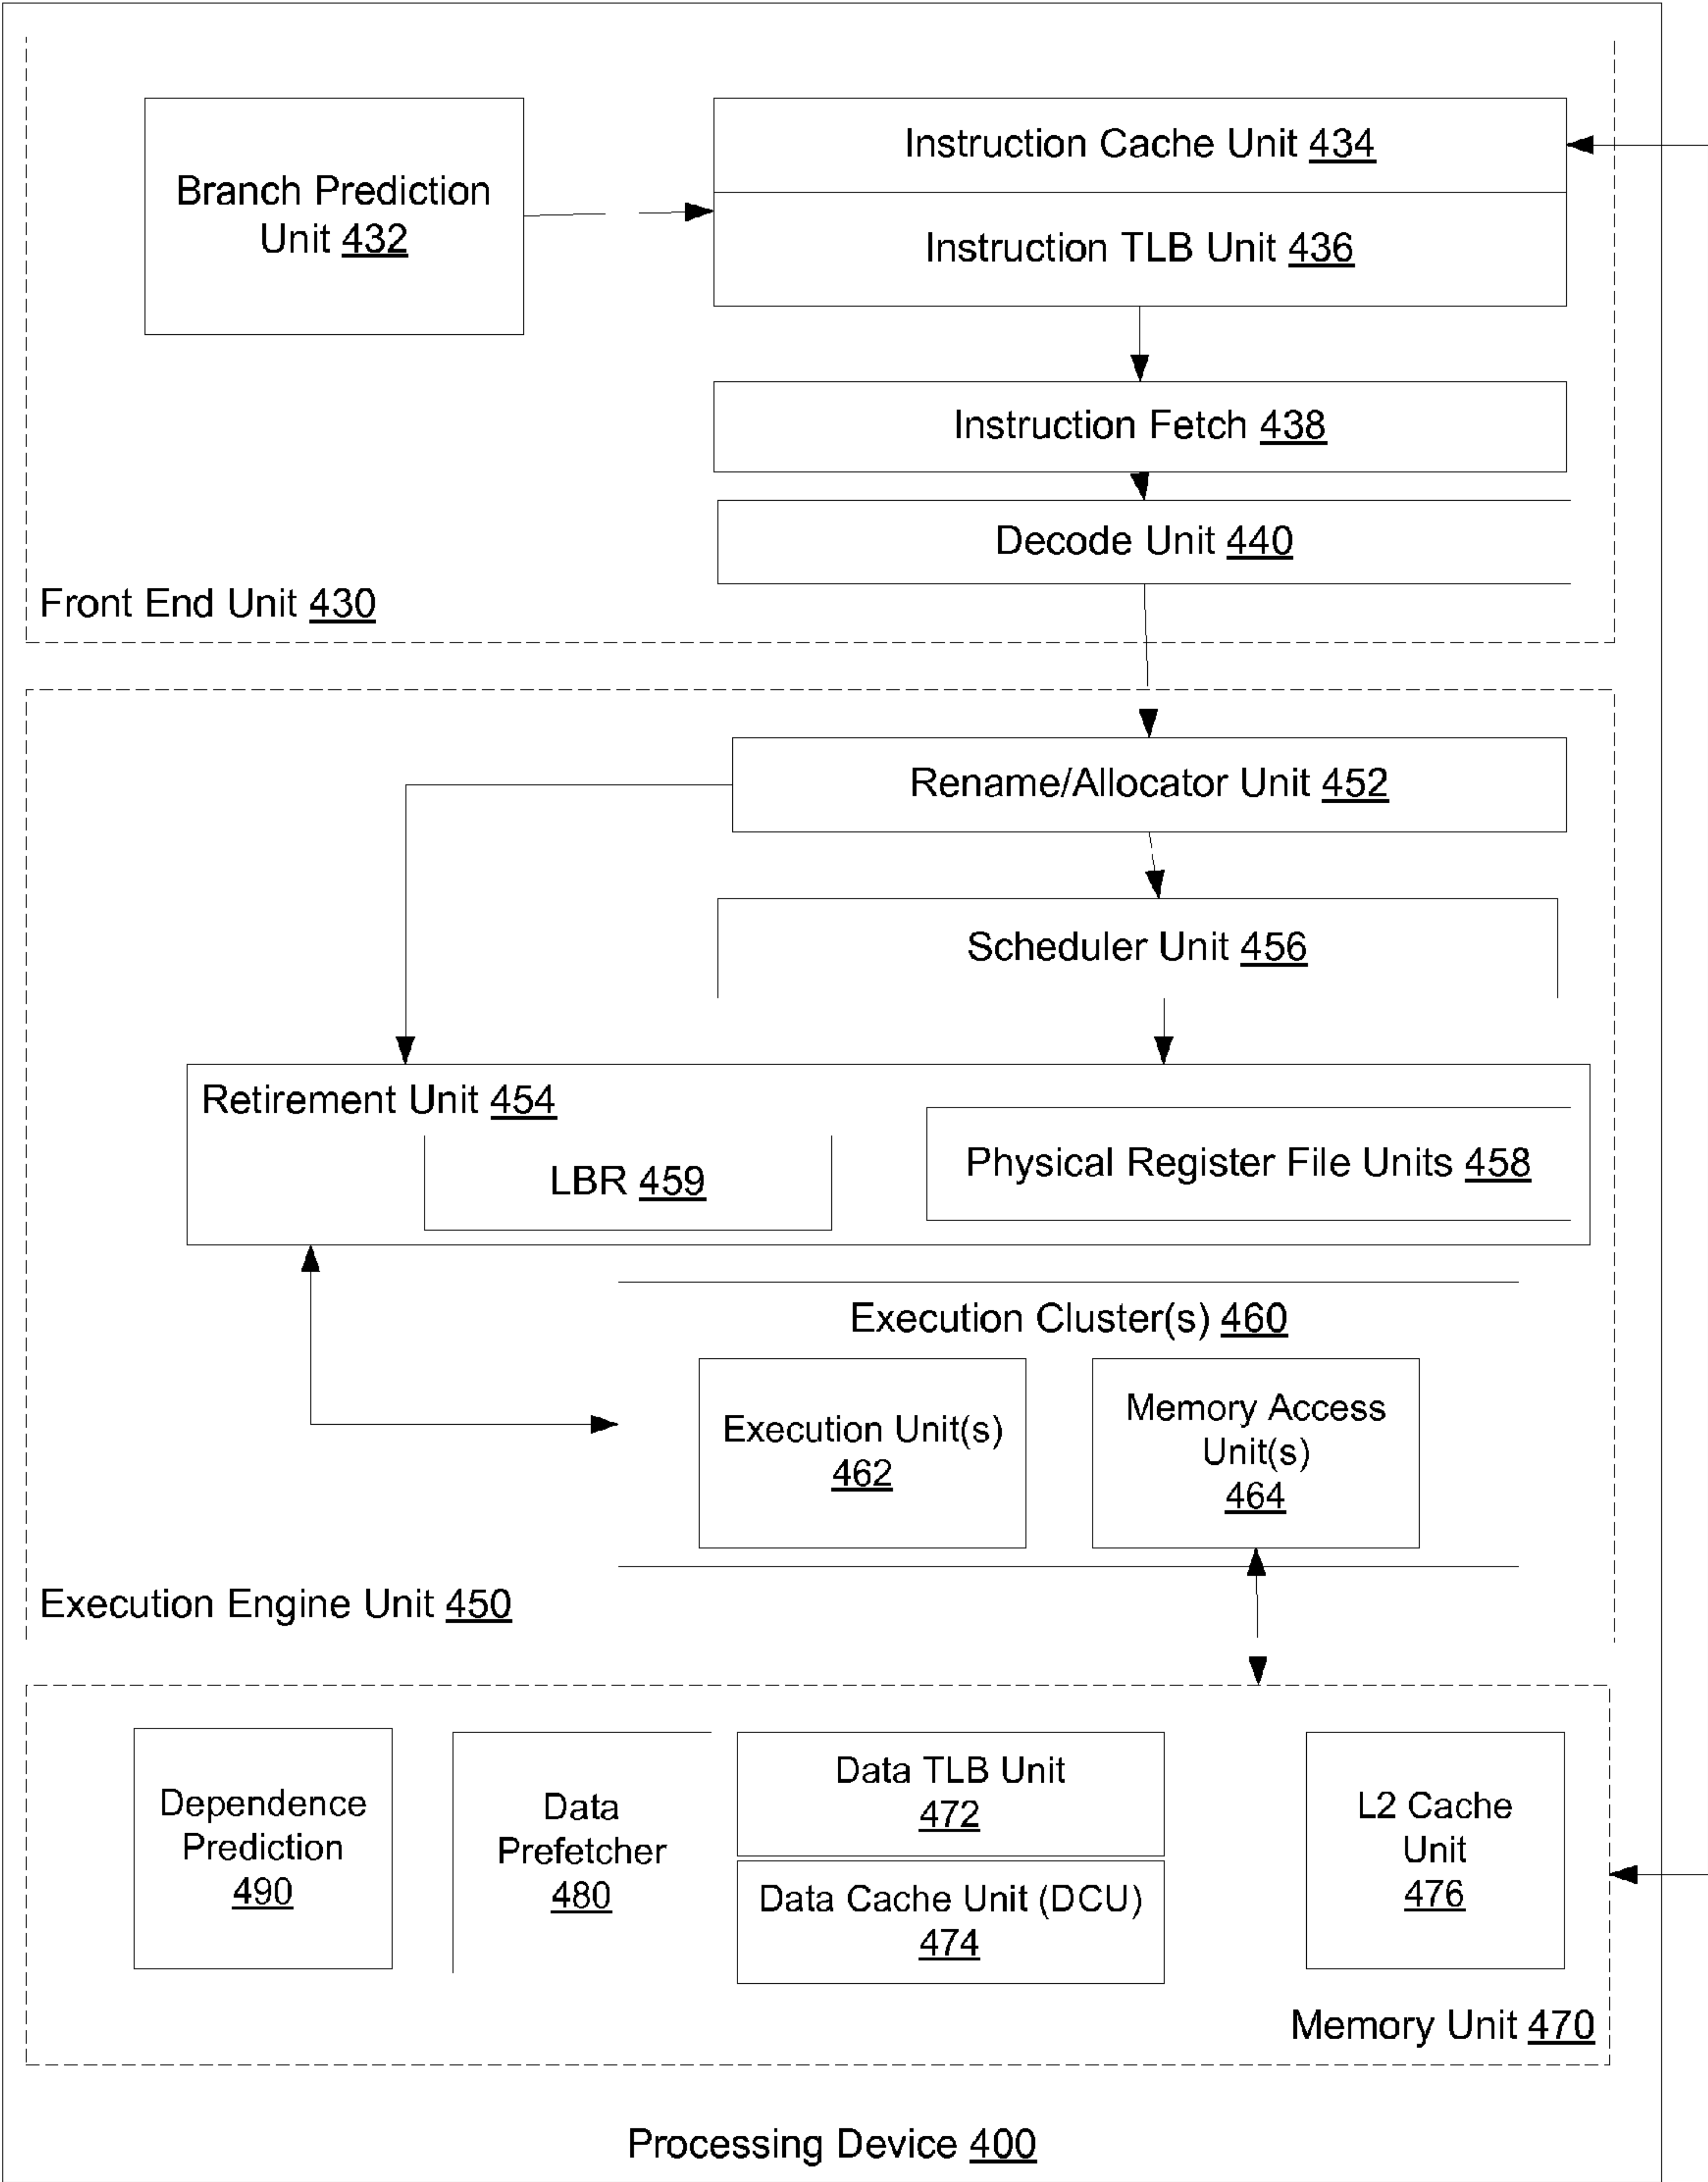 Branch Prediction
Unit 432
Instruction Cache Unit 434
Instruction TLB Unit 436
Instruction Fetch 438
Decode Unit 440
Front End Unit 430
Rename/Allocator Unit 452
Scheduler Unit 456
Retirement Unit 454
LBR 459
Physical Register File Units 458
Execution Cluster(s) 460
Execution Unit(s)
462
Memory Access
Unit(s)
464
Execution Engine Unit 450
Dependence
Prediction
490
Data
Prefetcher
480
Data TLB Unit
472
Data Cache Unit (DCU)
474
L2 Cache
Unit
476
Memory Unit 470
Processing Device 400